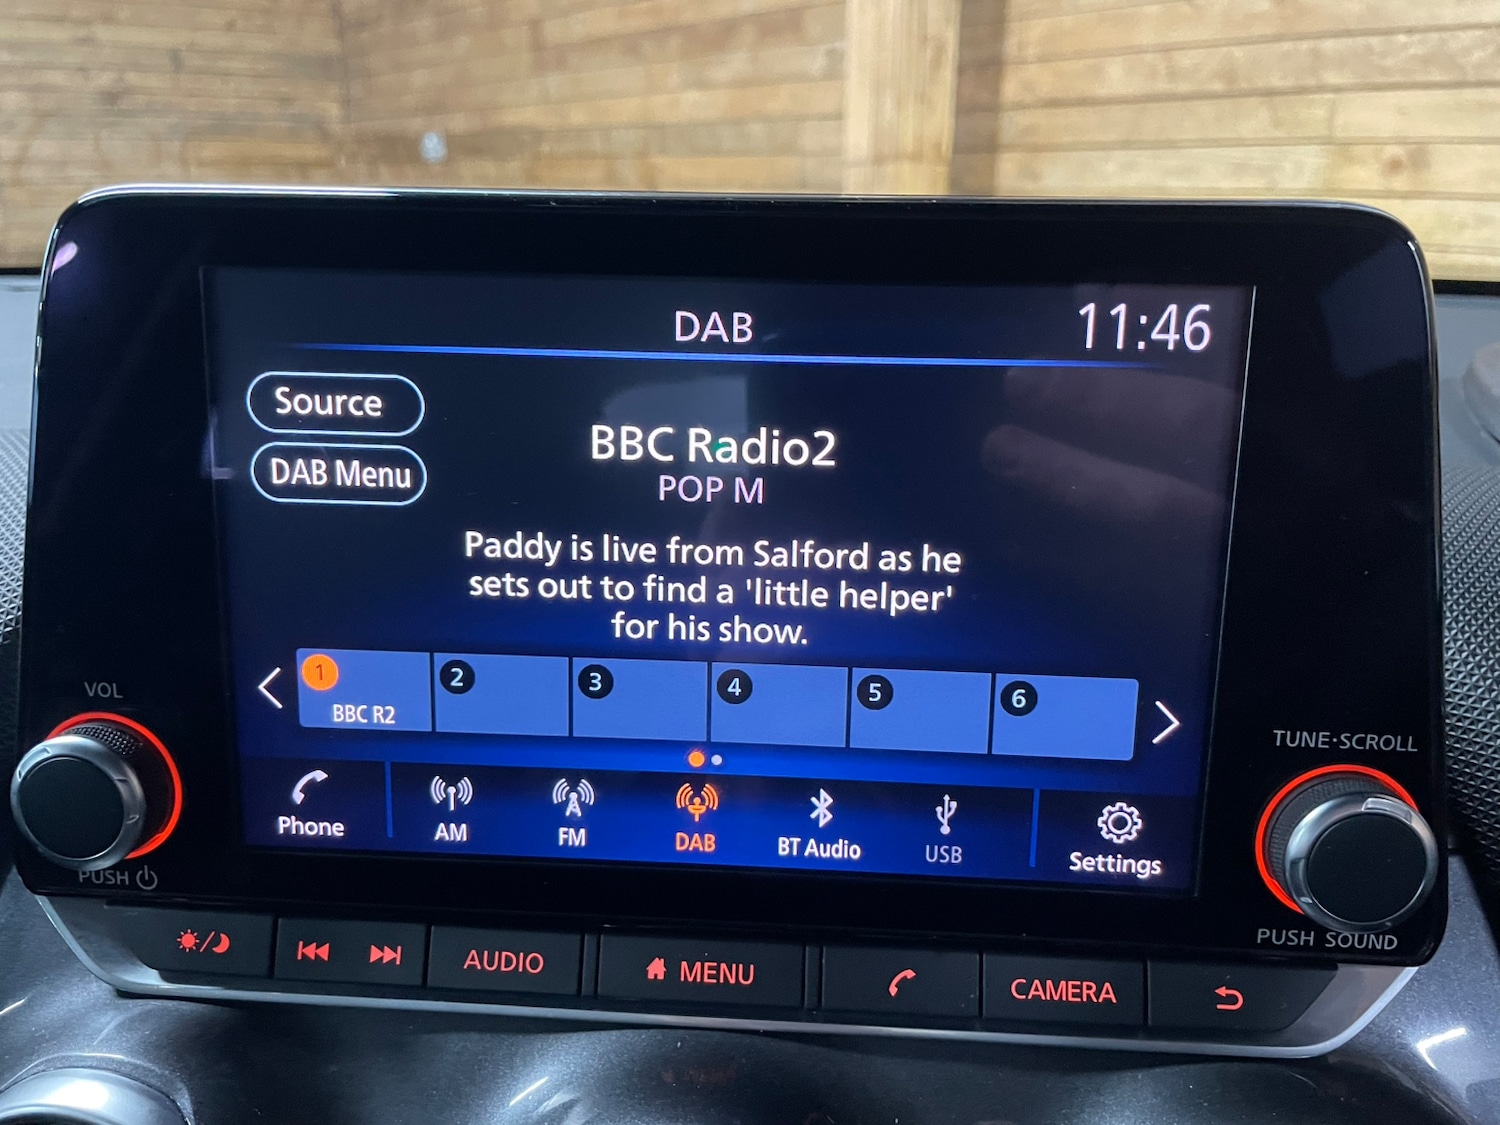 DAB
11:46
Source
DAB Menu
BBC Radio2
POP M
Paddy is live from Salford as he
sets out to find a 'little helper'
for his show.
1
BBC R2
2
3
4
5
6
Phone
AM
FM
DAB
BT Audio
USB
Settings
VOL
PUSH
TUNE·SCROLL
PUSH SOUND
AUDIO
MENU
CAMERA